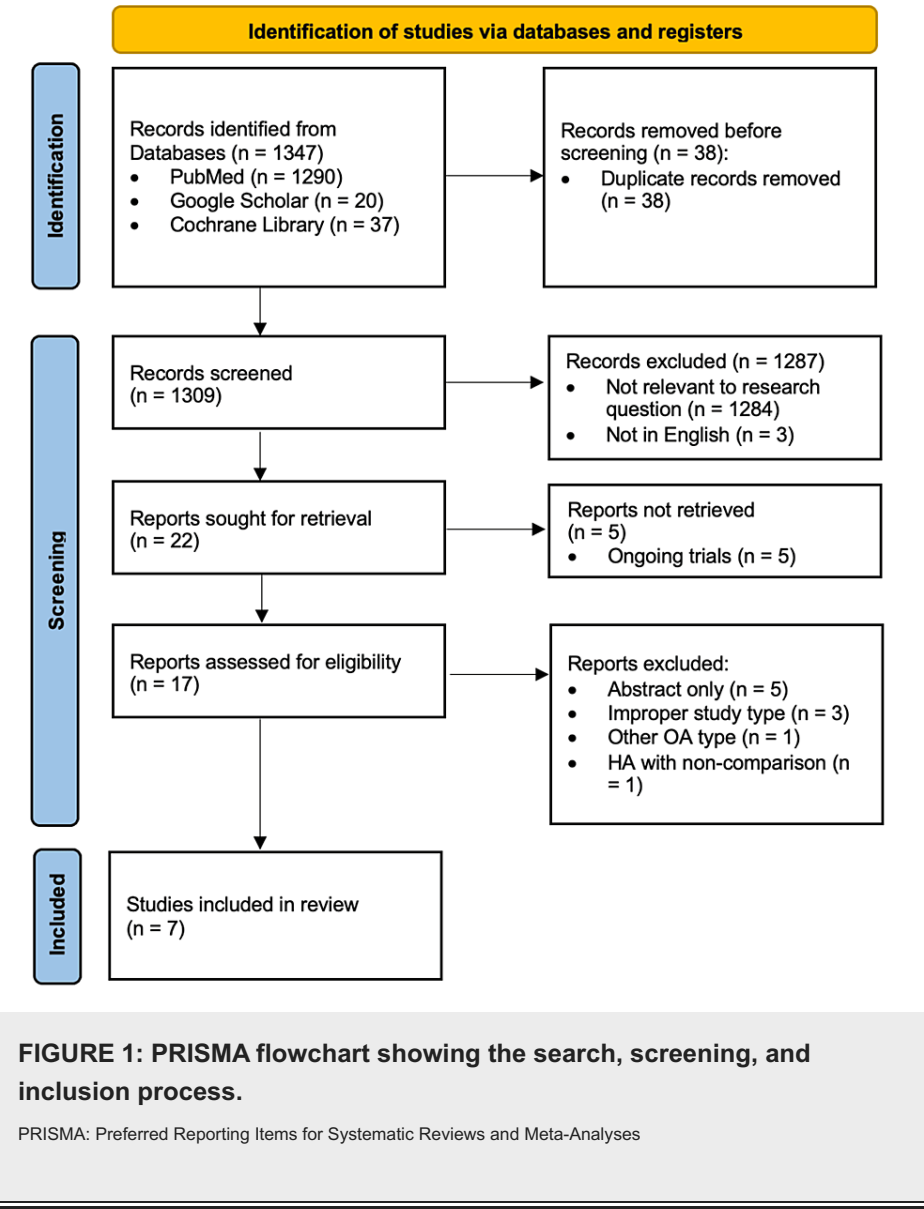 Identification of studies via databases and registers
Identification
Records identified from
Databases (n = 1347)
• PubMed (n = 1290)
• Google Scholar (n = 20)
• Cochrane Library (n = 37)
Records removed before
screening (n = 38):
• Duplicate records removed
(n = 38)
Screening
Records screened
(n = 1309)
Records excluded (n = 1287)
• Not relevant to research
question (n = 1284)
• Not in English (n = 3)
Reports sought for retrieval
(n = 22)
Reports not retrieved
(n = 5)
• Ongoing trials (n = 5)
Reports assessed for eligibility
(n = 17)
Reports excluded:
• Abstract only (n = 5)
• Improper study type (n = 3)
• Other OA type (n = 1)
• HA with non-comparison (n
= 1)
Included
Studies included in review
(n = 7)
FIGURE 1: PRISMA flowchart showing the search, screening, and
inclusion process.
PRISMA: Preferred Reporting Items for Systematic Reviews and Meta-Analyses